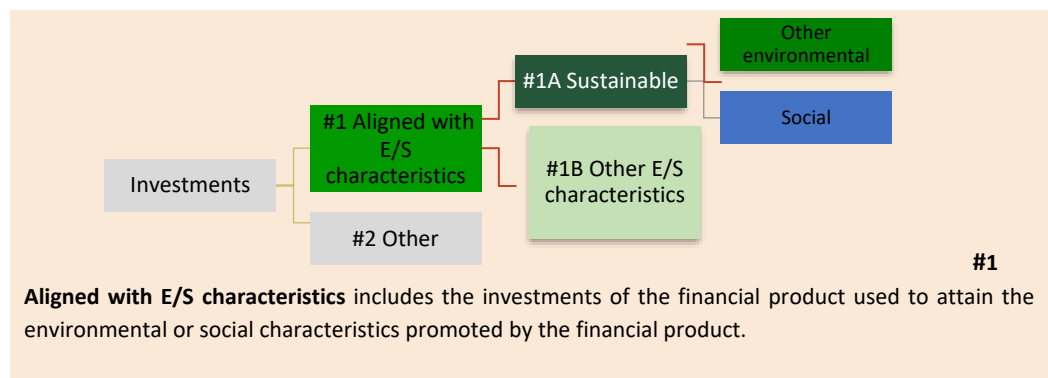 Other
environmental
#1A Sustainable
Social
#1 Aligned with
E/S
characteristics
#1B Other E/S
characteristics
Investments
#2 Other
#1
Aligned with E/S characteristics includes the investments of the financial product used to attain the
environmental or social characteristics promoted by the financial product.